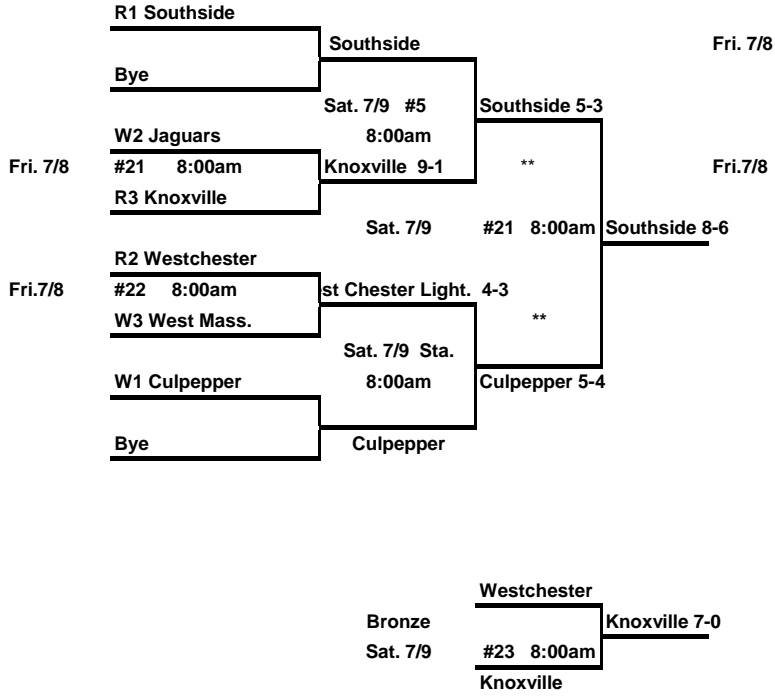 R1 Southside
Southside Fri. 7/8
Bye
Sat. 7/9 #5 Southside 5-3
W2 Jaguars 8:00am
Fri. 7/8 #21 8:00am Knoxville 9-1 ** Fri.7/8
R3 Knoxville
Sat. 7/9 #21 8:00am Southside 8-6
R2 Westchester
Fri.7/8 #22 8:00am st Chester Light. 4-3
W3 West Mass. **
Sat. 7/9 Sta.
W1 Culpepper 8:00am Culpepper 5-4
Bye Culpepper
Westchester
Bronze Knoxville 7-0
Sat. 7/9 #23 8:00am
Knoxville